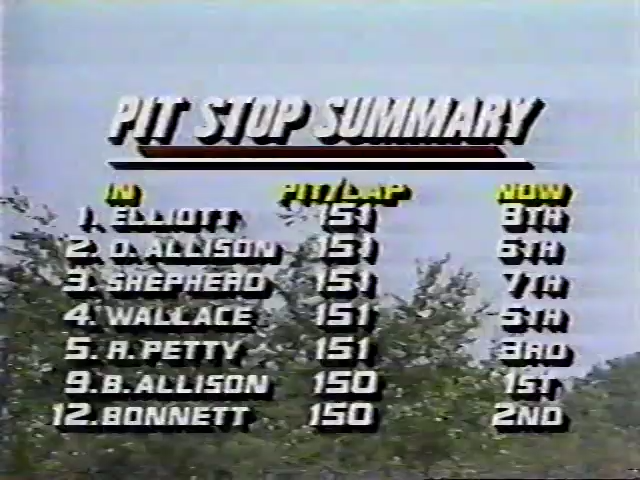 PIT STOP SUMMARY
IN PIT/LAP NOW
1. ELLIOTT 151 8TH
2. D. ALLISON 151 6TH
3. SHEPHERD 151 7TH
4. WALLACE 151 5TH
5. R. PETTY 151 3RD
9. B. ALLISON 150 1ST
12. BONNETT 150 2ND